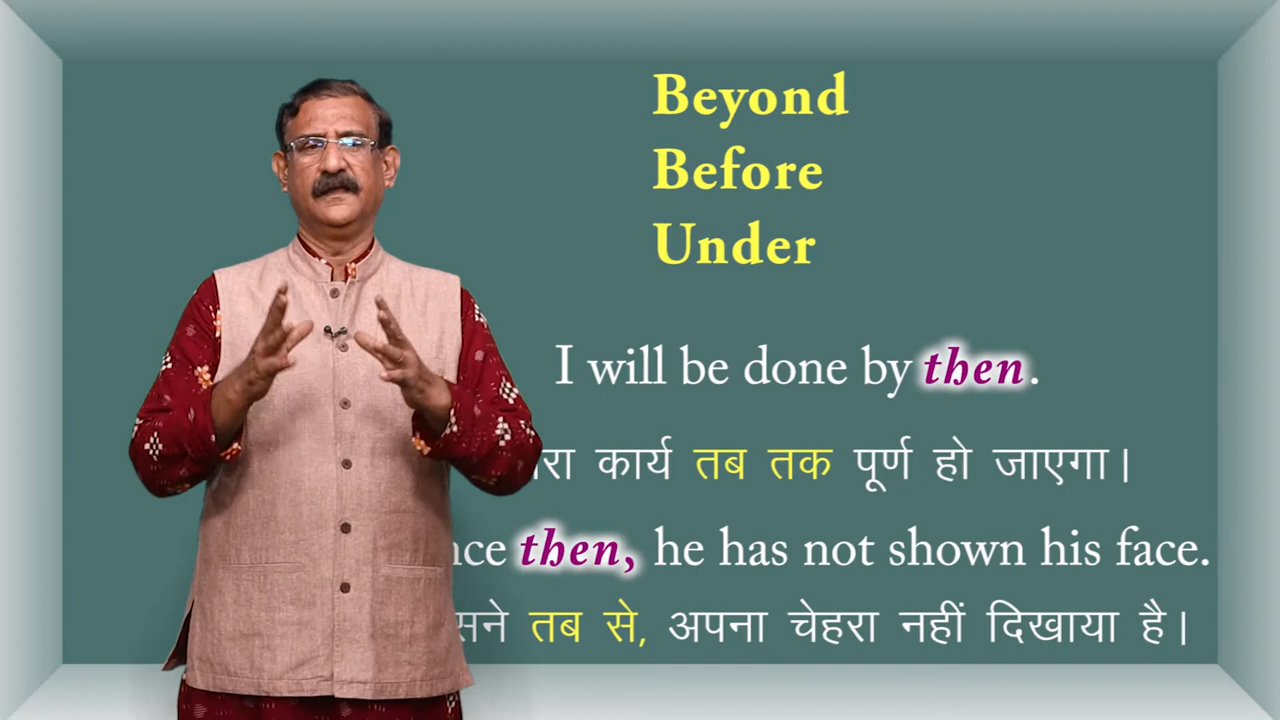 Beyond
Before
Under
I will be done by then.
कार्य तब तक पूर्ण हो जाएगा।
then, he has not shown his face.
तब से, अपना चेहरा नहीं दिखाया है।